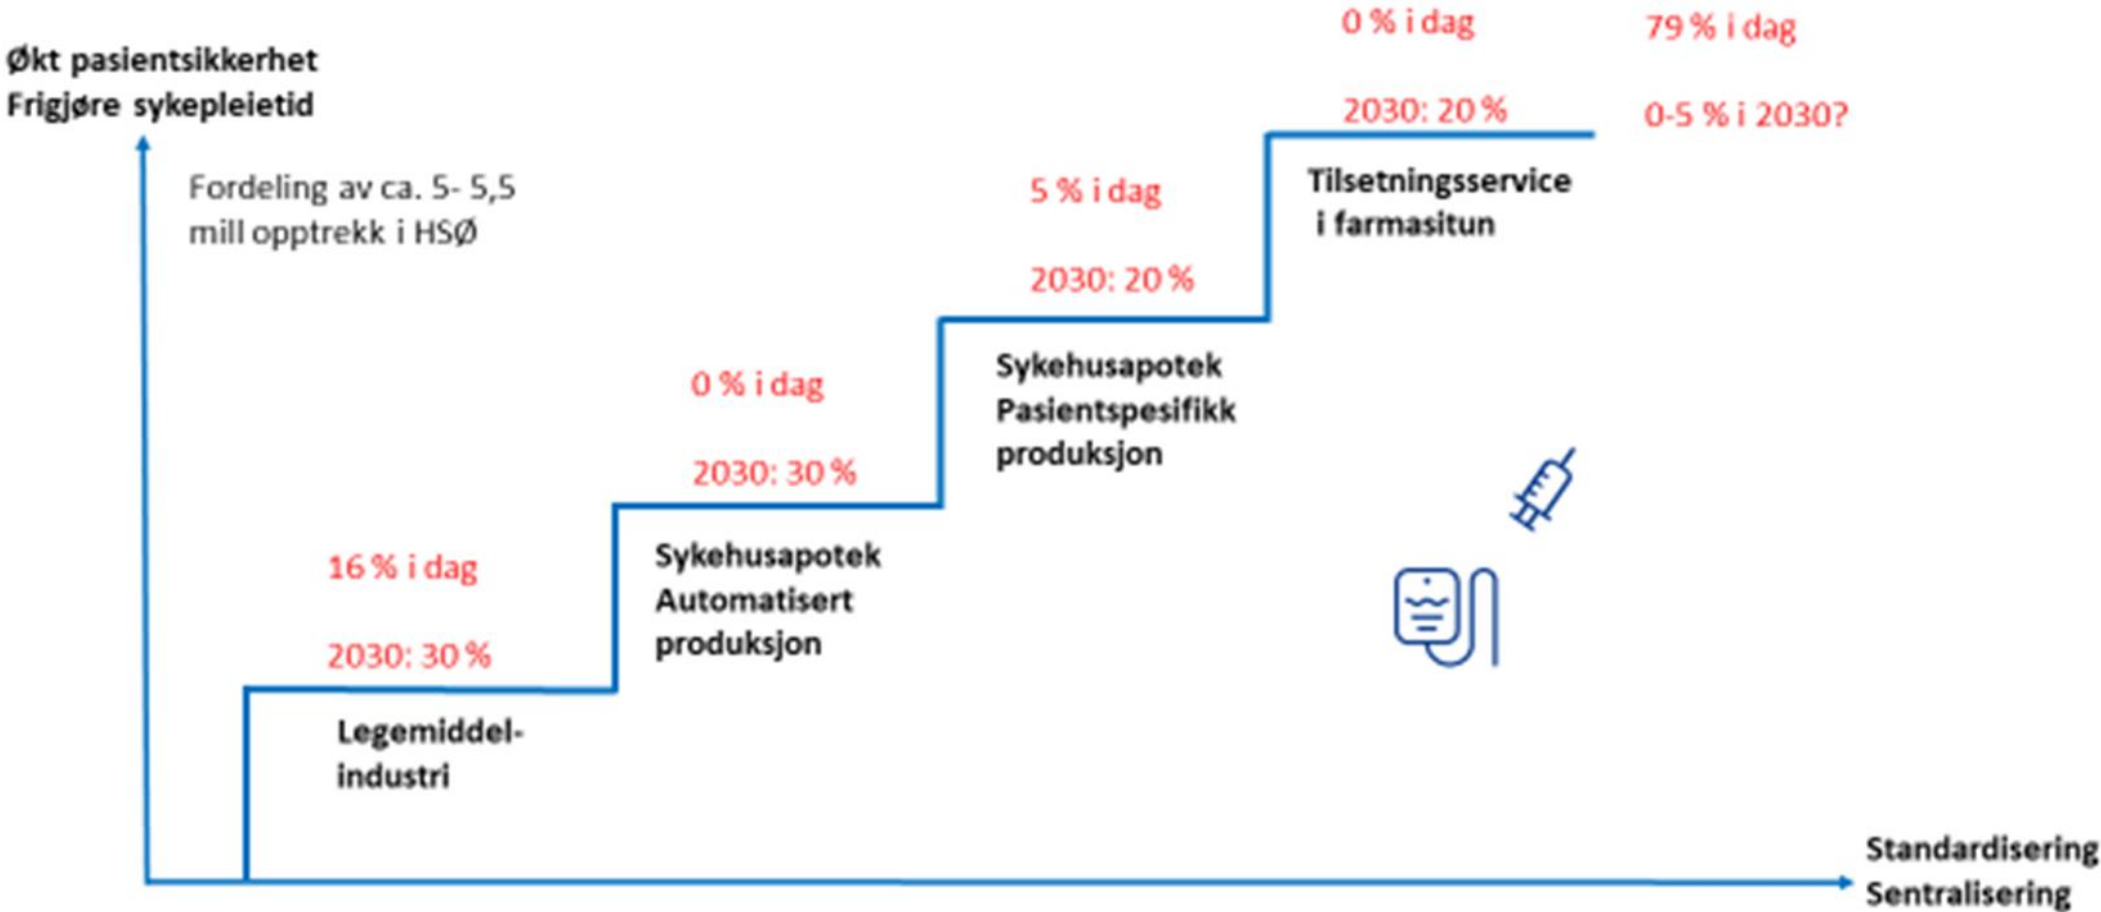 Økt pasientsikkerhet
Frigjøre sykepleietid
Fordeling av ca. 5- 5,5
mill opptrekk i HSØ
16 % i dag
2030: 30 %
Legemiddel-
industri
0 % i dag
2030: 30 %
Sykehusapotek
Automatisert
produksjon
5 % i dag
2030: 20 %
Sykehusapotek
Pasientspesifikk
produksjon
0 % i dag
2030: 20 %
Tilsetningsservice
i farmasitun
79 % i dag
0-5 % i 2030?
Standardisering
Sentralisering